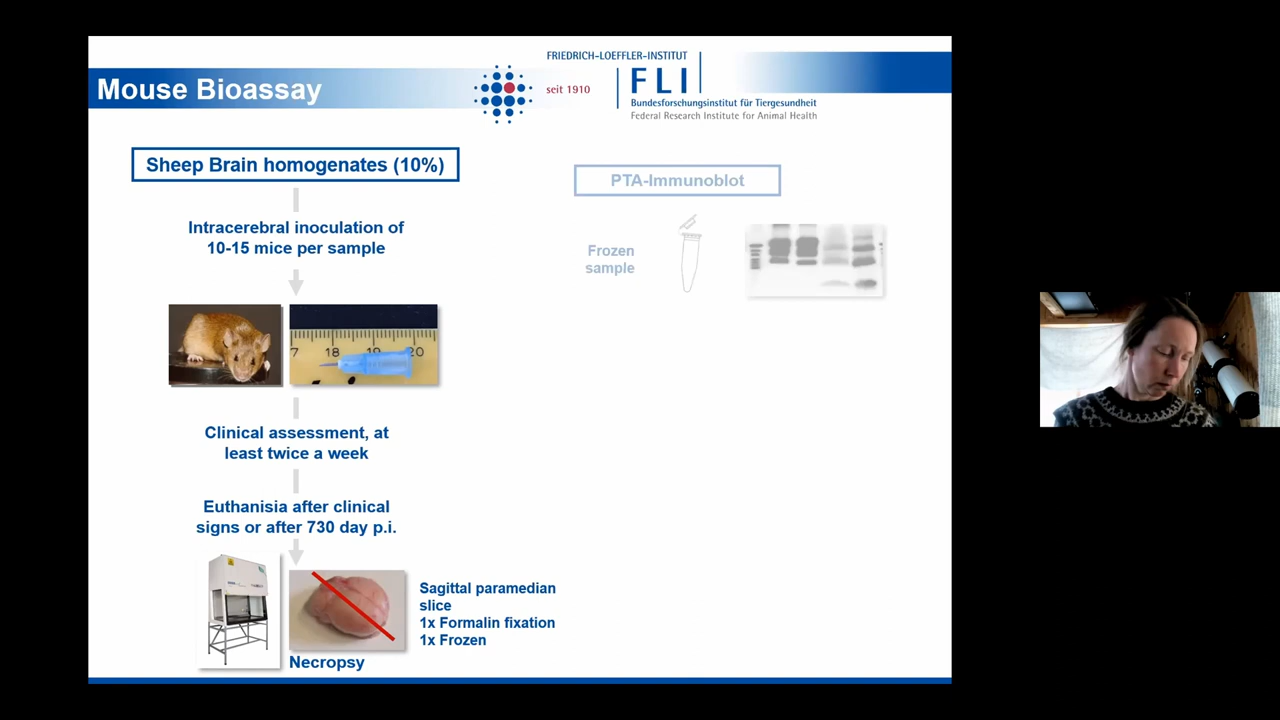 Mouse Bioassay
FRIEDRICH-LOEFFLER-INSTITUT
seit 1910
FLI
Bundesforschungsinstitut für Tiergesundheit
Federal Research Institute for Animal Health
Sheep Brain homogenates (10%)
Intracerebral inoculation of
10-15 mice per sample
7 18 19 20
Clinical assessment, at
least twice a week
Euthanisia after clinical
signs or after 730 day p.i.
Sagittal paramedian
slice
1x Formalin fixation
1x Frozen
Necropsy
PTA-Immunoblot
Frozen
sample